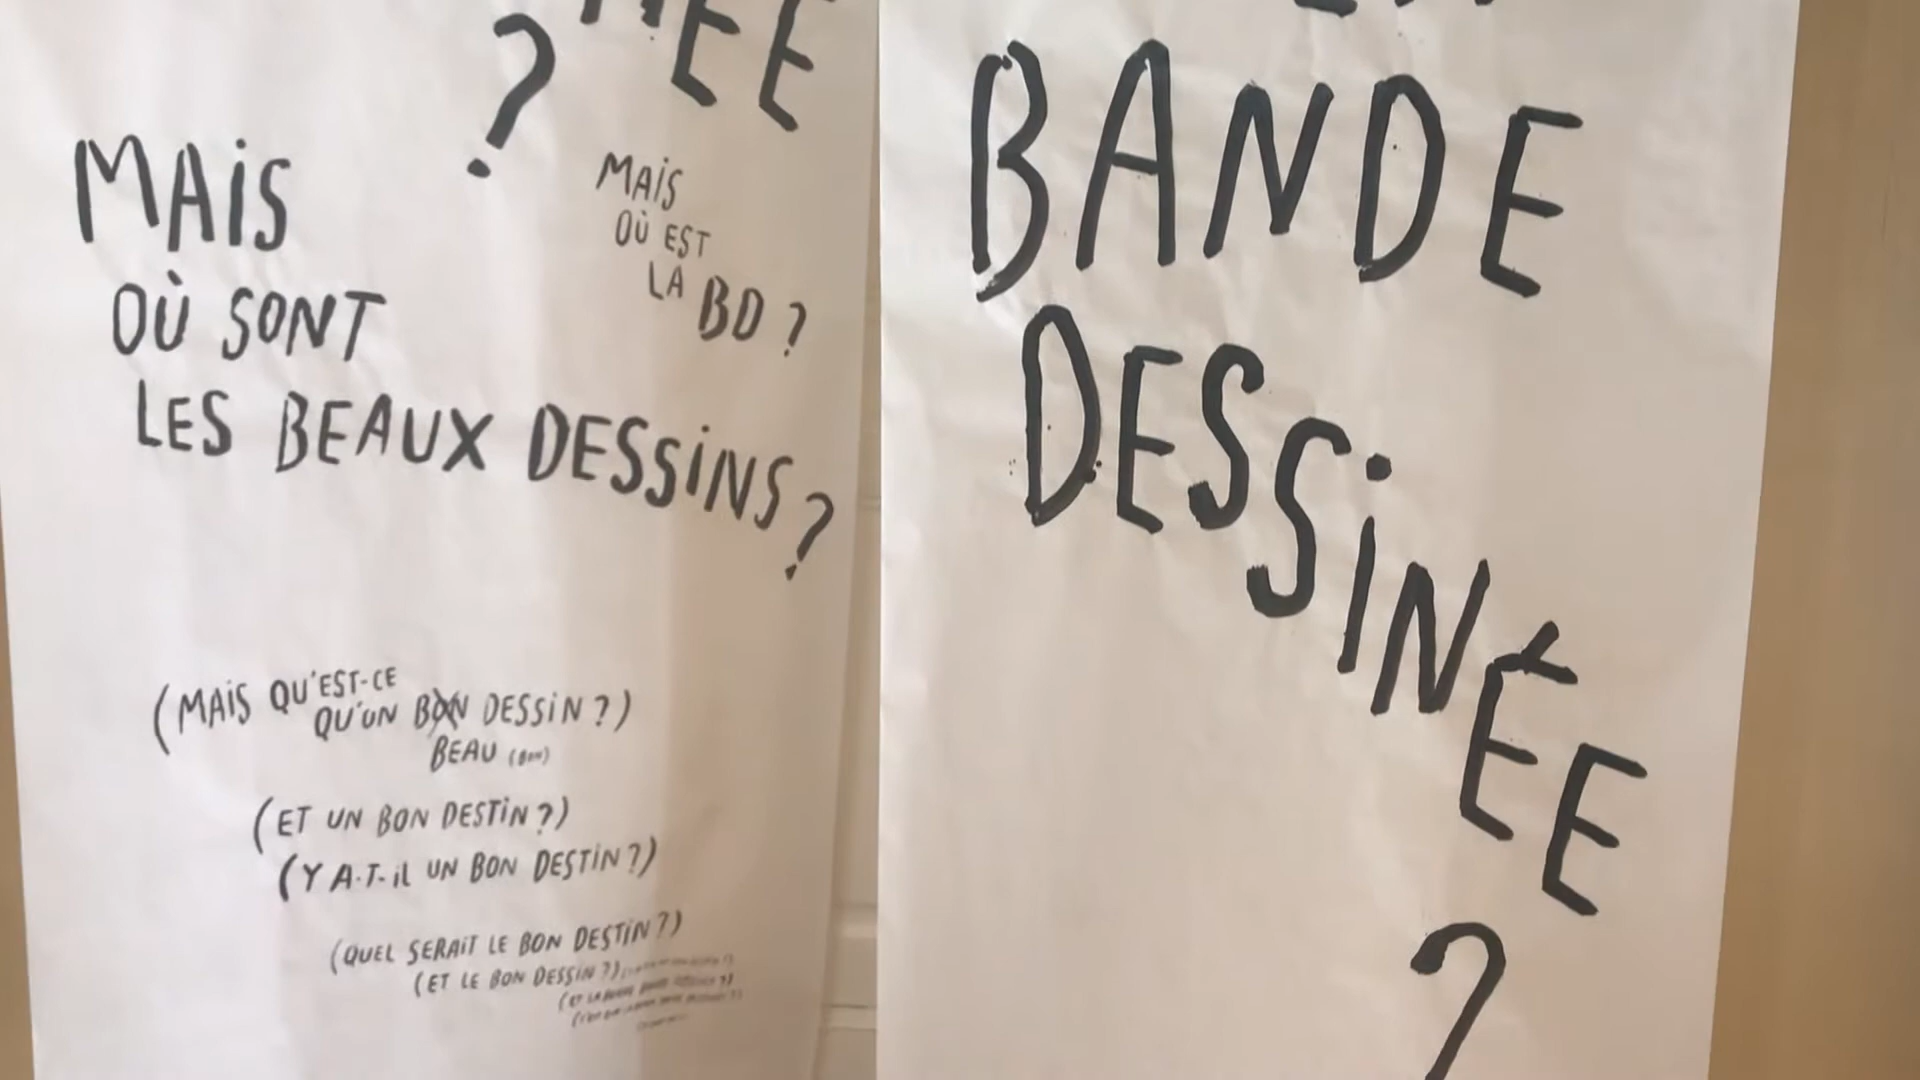 ?
MAiS
OÙ SONT
LES BEAUX DESSiNS?
MAiS
OÙ EST
LA BD ?
(MAiS QU'EST-CE
QU'UN BON DESSiN ?)
BEAU (BON)
(ET UN BON DESTiN ?)
(Y A-T-iL UN BON DESTiN ?)
(QUEL SERAiT LE BON DESTiN ?)
(ET LE BON DESSiN ?)
BANDE
DESSiNÉE
?